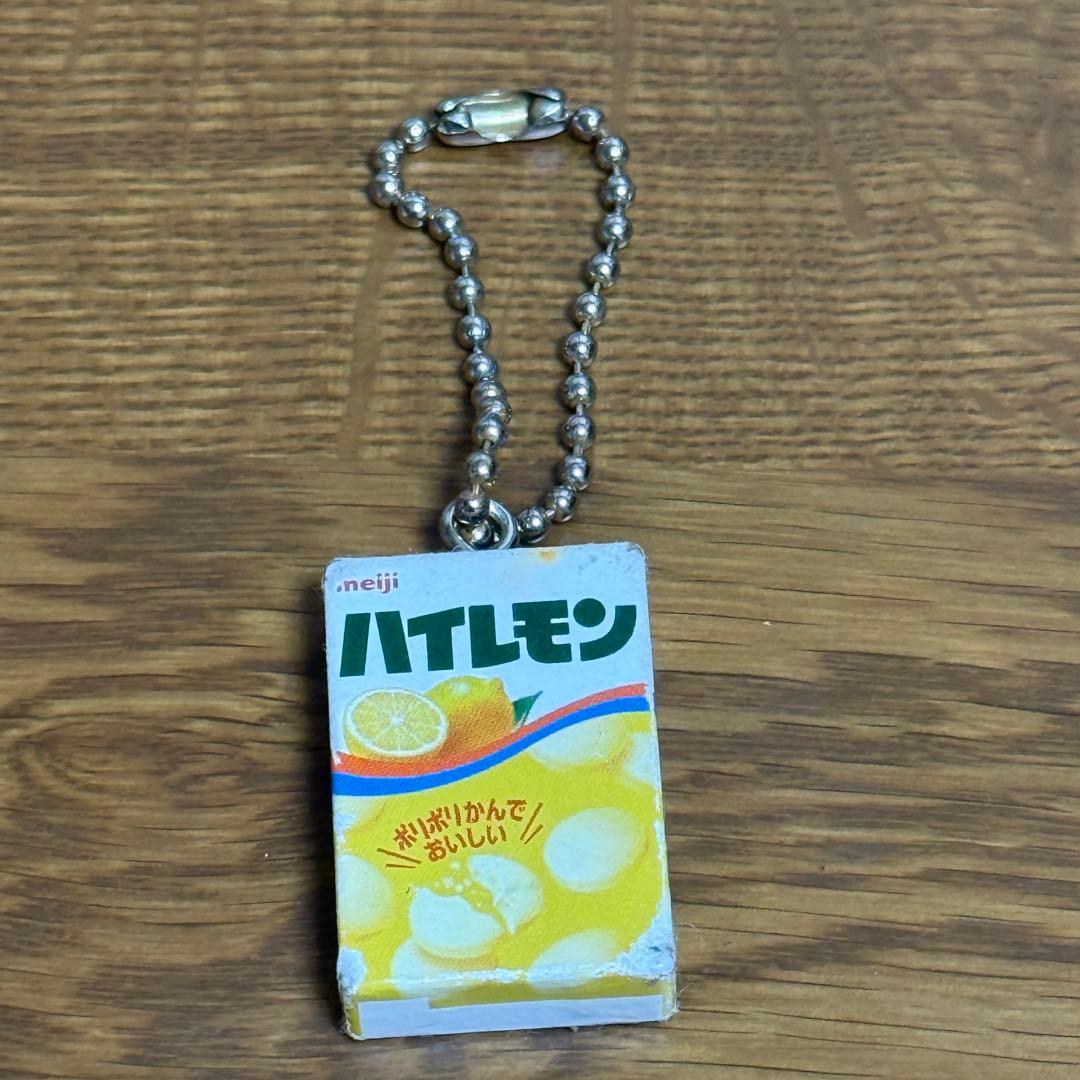 meiji
ハイレモン
ポリポリかんで
おいしい